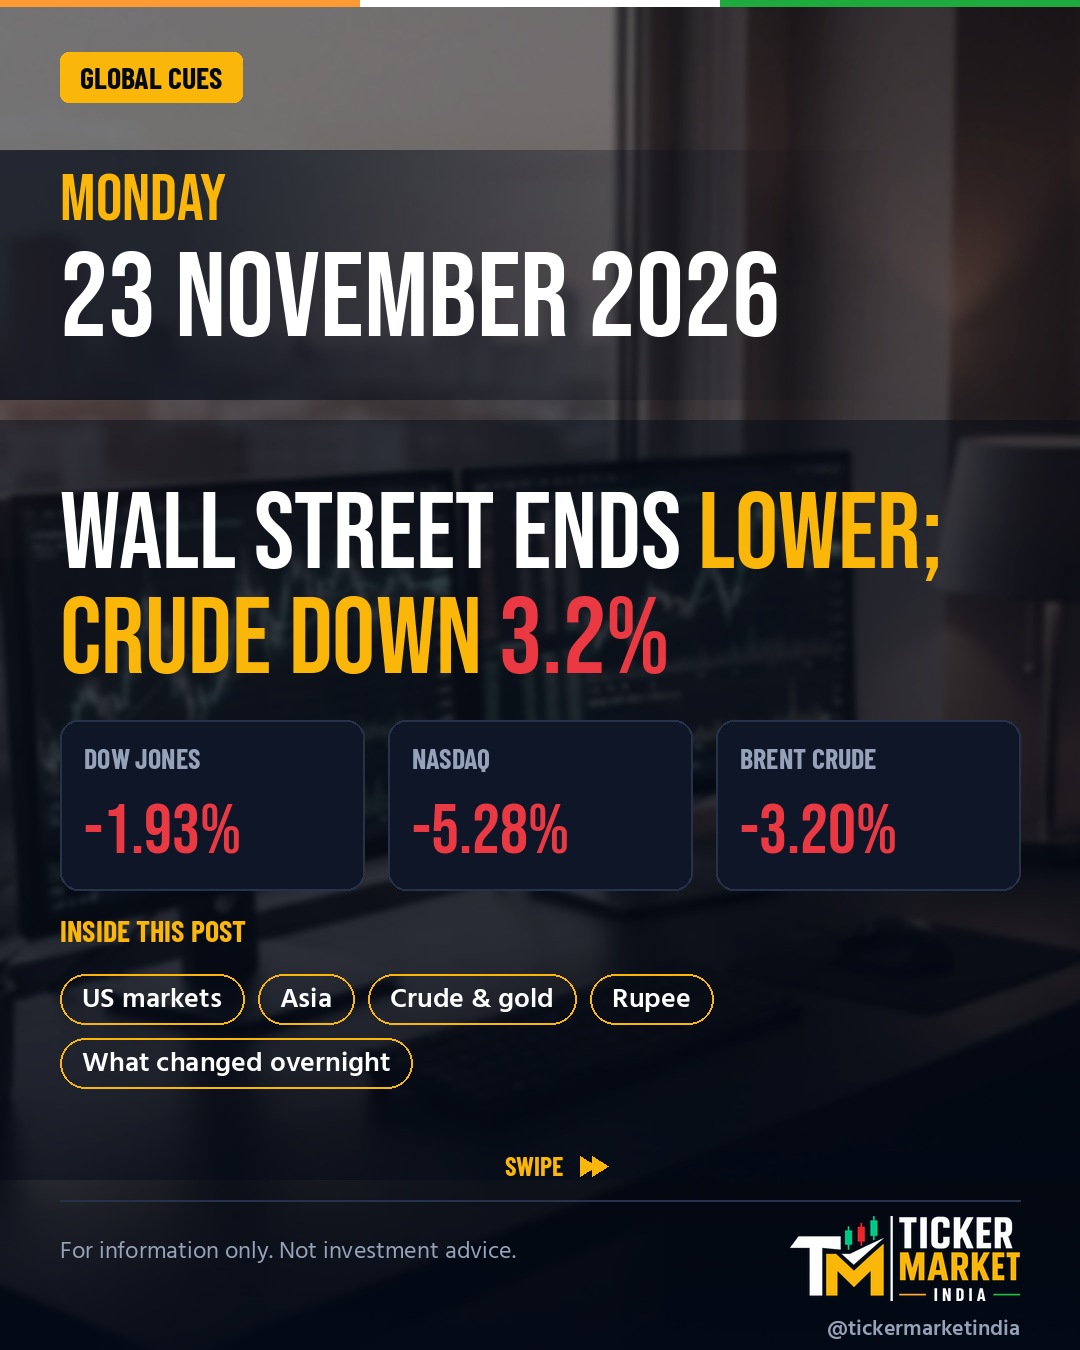 GLOBAL CUES
MONDAY
23 NOVEMBER 2026
WALL STREET ENDS LOWER;
CRUDE DOWN 3.2%
DOW JONES
-1.93%
NASDAQ
-5.28%
BRENT CRUDE
-3.20%
INSIDE THIS POST
US markets
Asia
Crude & gold
Rupee
What changed overnight
SWIPE
For information only. Not investment advice.
TM
TICKER
MARKET
INDIA
@tickermarketindia